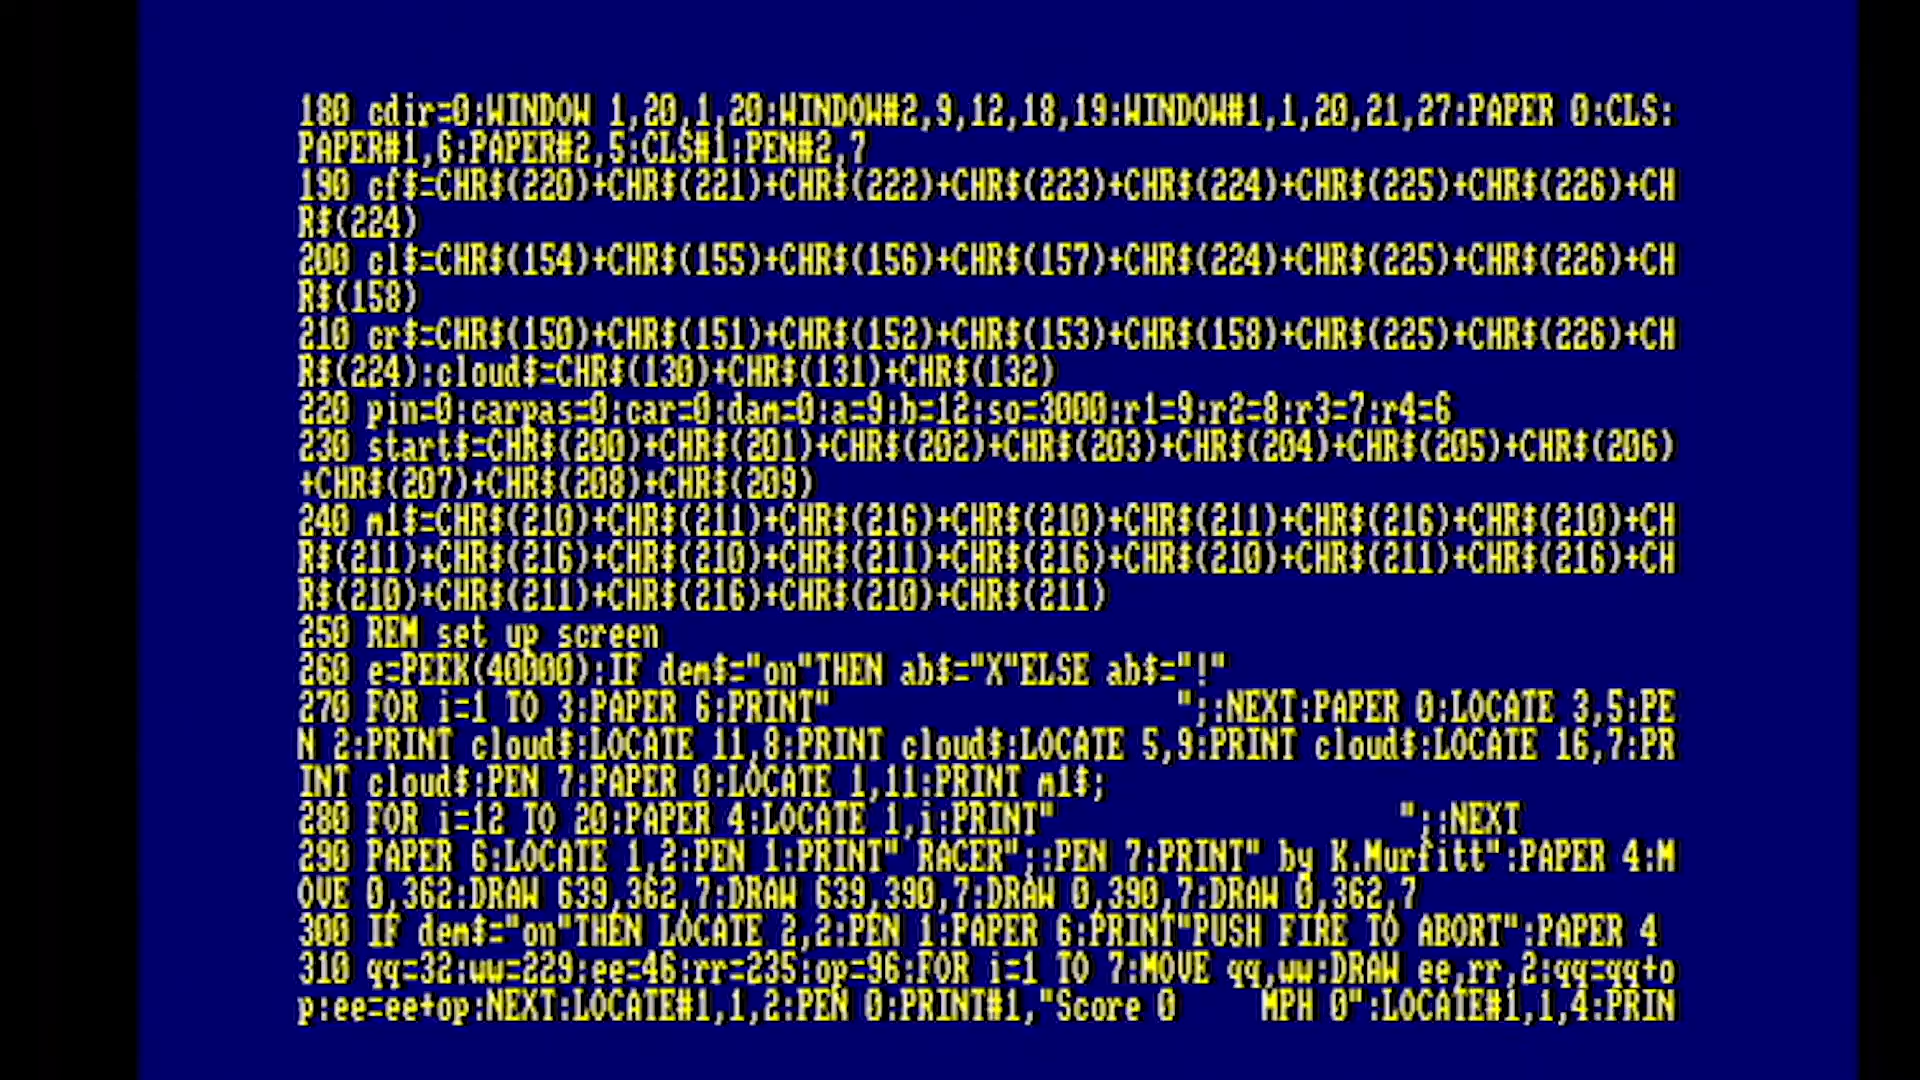 180 cdir=0:WINDOW 1,20,1,20:WINDOW#2,9,12,18,19:WINDOW#1,1,20,21,27:PAPER 0:CLS:
PAPER#1,6:PAPER#2,5:CLS#1:PEN#2,7
190 cf$=CHR$(220)+CHR$(221)+CHR$(222)+CHR$(223)+CHR$(224)+CHR$(225)+CHR$(226)+CH
R$(224)
200 cl$=CHR$(154)+CHR$(155)+CHR$(156)+CHR$(157)+CHR$(224)+CHR$(225)+CHR$(226)+CH
R$(158)
210 cr$=CHR$(150)+CHR$(151)+CHR$(152)+CHR$(153)+CHR$(158)+CHR$(225)+CHR$(226)+CH
R$(224):cloud$=CHR$(130)+CHR$(131)+CHR$(132)
220 pin=0:carpas=0:car=0:dam=0:a=9:b=12:so=3000:r1=9:r2=8:r3=7:r4=6
230 start$=CHR$(200)+CHR$(201)+CHR$(202)+CHR$(203)+CHR$(204)+CHR$(205)+CHR$(206)
+CHR$(207)+CHR$(208)+CHR$(209)
240 m1$=CHR$(210)+CHR$(211)+CHR$(216)+CHR$(210)+CHR$(211)+CHR$(216)+CHR$(210)+CH
R$(211)+CHR$(216)+CHR$(210)+CHR$(211)+CHR$(216)+CHR$(210)+CHR$(211)+CHR$(216)+CH
R$(210)+CHR$(211)+CHR$(216)+CHR$(210)+CHR$(211)
250 REM set up screen
260 e=PEEK(40000):IF dem$="on"THEN ab$="X"ELSE ab$="!"
270 FOR i=1 TO 3:PAPER 6:PRINT"                    ";:NEXT:PAPER 0:LOCATE 3,5:PE
N 2:PRINT cloud$:LOCATE 11,8:PRINT cloud$:LOCATE 5,9:PRINT cloud$:LOCATE 16,7:PR
INT cloud$:PEN 7:PAPER 0:LOCATE 1,11:PRINT m1$;
280 FOR i=12 TO 20:PAPER 4:LOCATE 1,i:PRINT"                    ";:NEXT
290 PAPER 6:LOCATE 1,2:PEN 1:PRINT" RACER";:PEN 7:PRINT" by K.Murfitt":PAPER 4:M
OVE 0,362:DRAW 639,362,7:DRAW 639,390,7:DRAW 0,390,7:DRAW 0,362,7
300 IF dem$="on"THEN LOCATE 2,2:PEN 1:PAPER 6:PRINT"PUSH FIRE TO ABORT":PAPER 4
310 qq=32:ww=229:ee=46:rr=235:op=96:FOR i=1 TO 7:MOVE qq,ww:DRAW ee,rr,2:qq=qq+o
p:ee=ee+op:NEXT:LOCATE#1,1,2:PEN 0:PRINT#1,"Score 0     MPH 0":LOCATE#1,1,4:PRIN